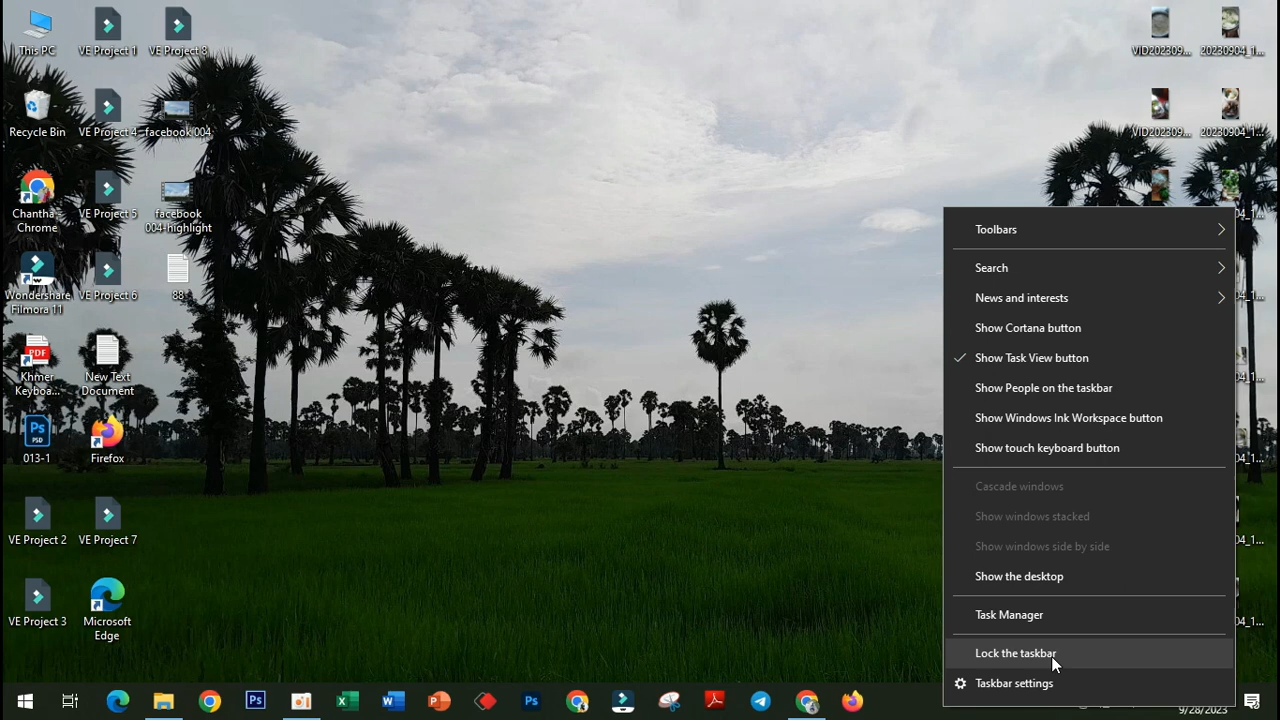 This PC
VE Project 1
VE Project 8
Recycle Bin
VE Project 4
facebook 004
Chantha -
Chrome
VE Project 5
facebook
004-highlight
Wondershare
Filmora 11
VE Project 6
88
PDF
Khmer
Keyboa...
New Text
Document
Ps
PSD
013-1
Firefox
VE Project 2
VE Project 7
VE Project 3
Microsoft
Edge
VID202309...
20230904_1...
VID202309...
20230904_1...
Toolbars
Search
News and interests
Show Cortana button
Show Task View button
Show People on the taskbar
Show Windows Ink Workspace button
Show touch keyboard button
Cascade windows
Show windows stacked
Show windows side by side
Show the desktop
Task Manager
Lock the taskbar
Taskbar settings
9/28/2023